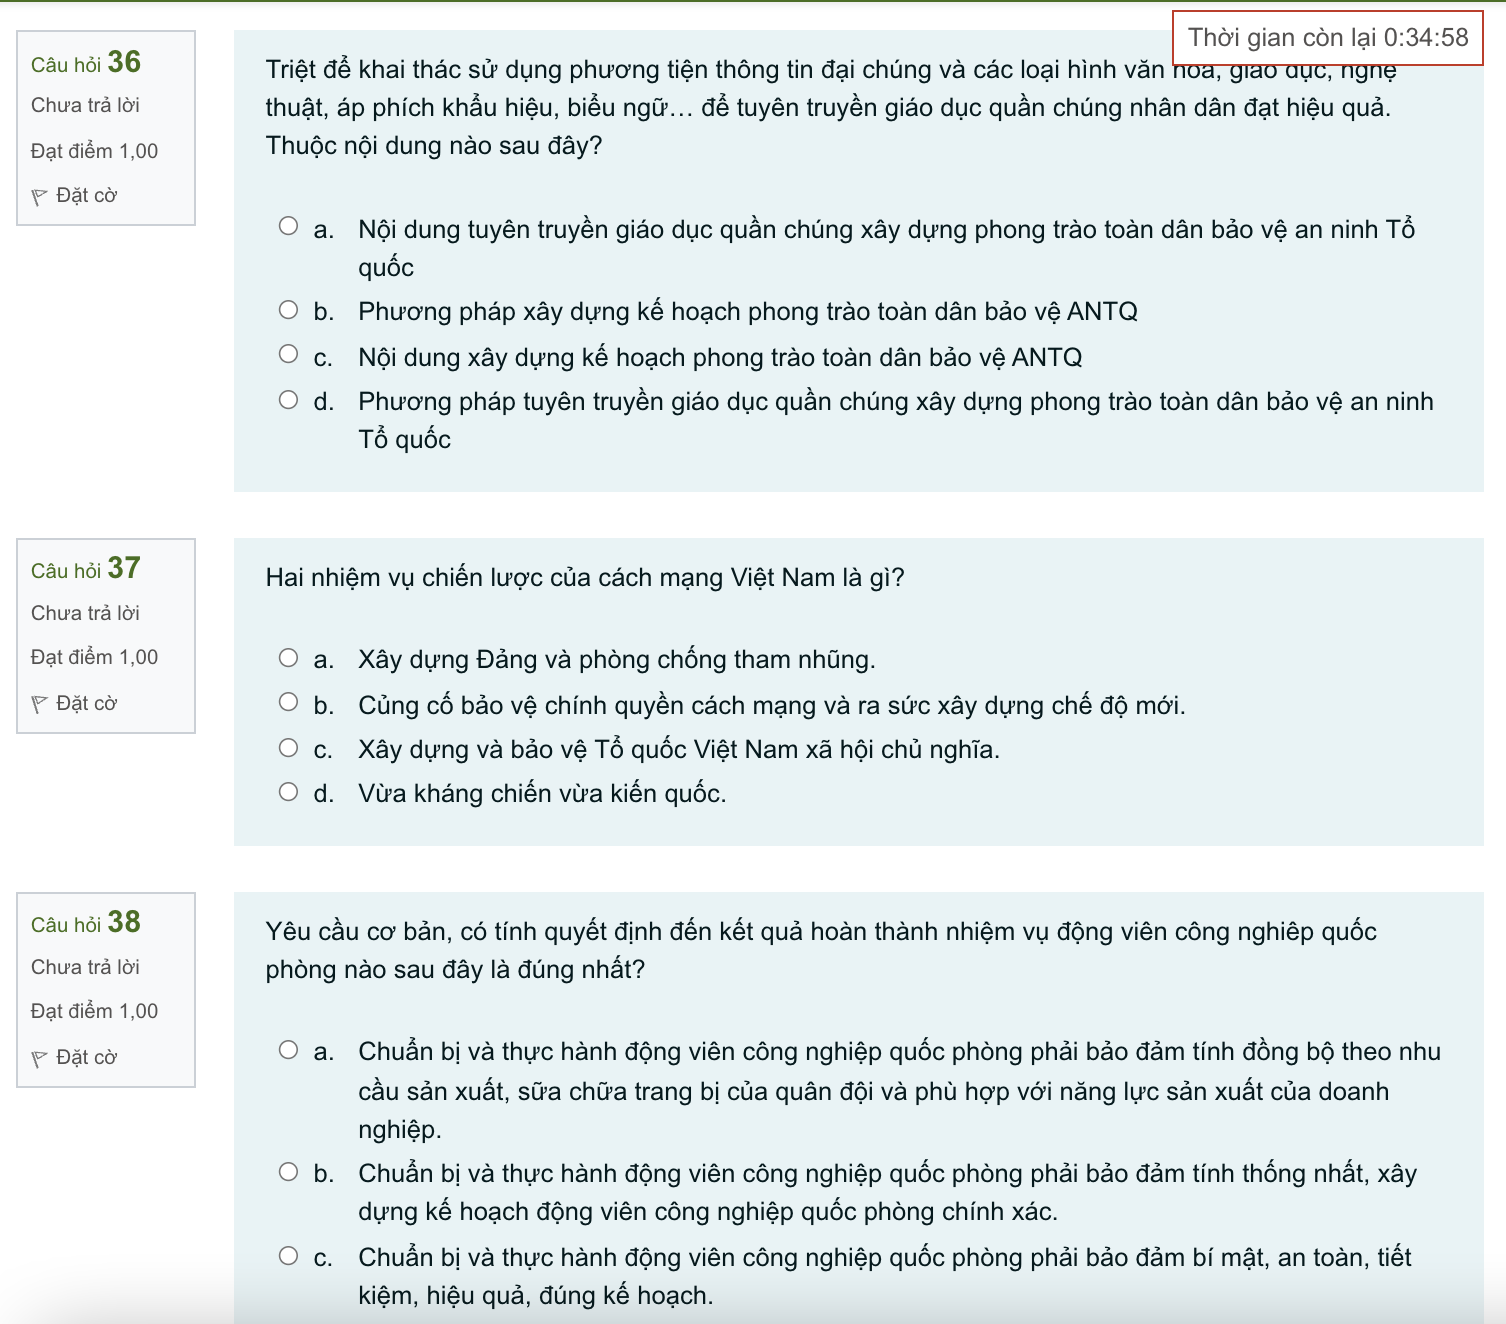 Thời gian còn lại 0:34:58
Câu hỏi 36
Chưa trả lời
Đạt điểm 1,00
Đặt cờ
Triệt để khai thác sử dụng phương tiện thông tin đại chúng và các loại hình văn hóa, giáo dục, nghệ
thuật, áp phích khẩu hiệu, biểu ngữ... để tuyên truyền giáo dục quần chúng nhân dân đạt hiệu quả.
Thuộc nội dung nào sau đây?
a. Nội dung tuyên truyền giáo dục quần chúng xây dựng phong trào toàn dân bảo vệ an ninh Tổ
quốc
b. Phương pháp xây dựng kế hoạch phong trào toàn dân bảo vệ ANTQ
c. Nội dung xây dựng kế hoạch phong trào toàn dân bảo vệ ANTQ
d. Phương pháp tuyên truyền giáo dục quần chúng xây dựng phong trào toàn dân bảo vệ an ninh
Tổ quốc
Câu hỏi 37
Chưa trả lời
Đạt điểm 1,00
Đặt cờ
Hai nhiệm vụ chiến lược của cách mạng Việt Nam là gì?
a. Xây dựng Đảng và phòng chống tham nhũng.
b. Củng cố bảo vệ chính quyền cách mạng và ra sức xây dựng chế độ mới.
c. Xây dựng và bảo vệ Tổ quốc Việt Nam xã hội chủ nghĩa.
d. Vừa kháng chiến vừa kiến quốc.
Câu hỏi 38
Chưa trả lời
Đạt điểm 1,00
Đặt cờ
Yêu cầu cơ bản, có tính quyết định đến kết quả hoàn thành nhiệm vụ động viên công nghiêp quốc
phòng nào sau đây là đúng nhất?
a. Chuẩn bị và thực hành động viên công nghiệp quốc phòng phải bảo đảm tính đồng bộ theo nhu
cầu sản xuất, sữa chữa trang bị của quân đội và phù hợp với năng lực sản xuất của doanh
nghiệp.
b. Chuẩn bị và thực hành động viên công nghiệp quốc phòng phải bảo đảm tính thống nhất, xây
dựng kế hoạch động viên công nghiệp quốc phòng chính xác.
c. Chuẩn bị và thực hành động viên công nghiệp quốc phòng phải bảo đảm bí mật, an toàn, tiết
kiệm, hiệu quả, đúng kế hoạch.